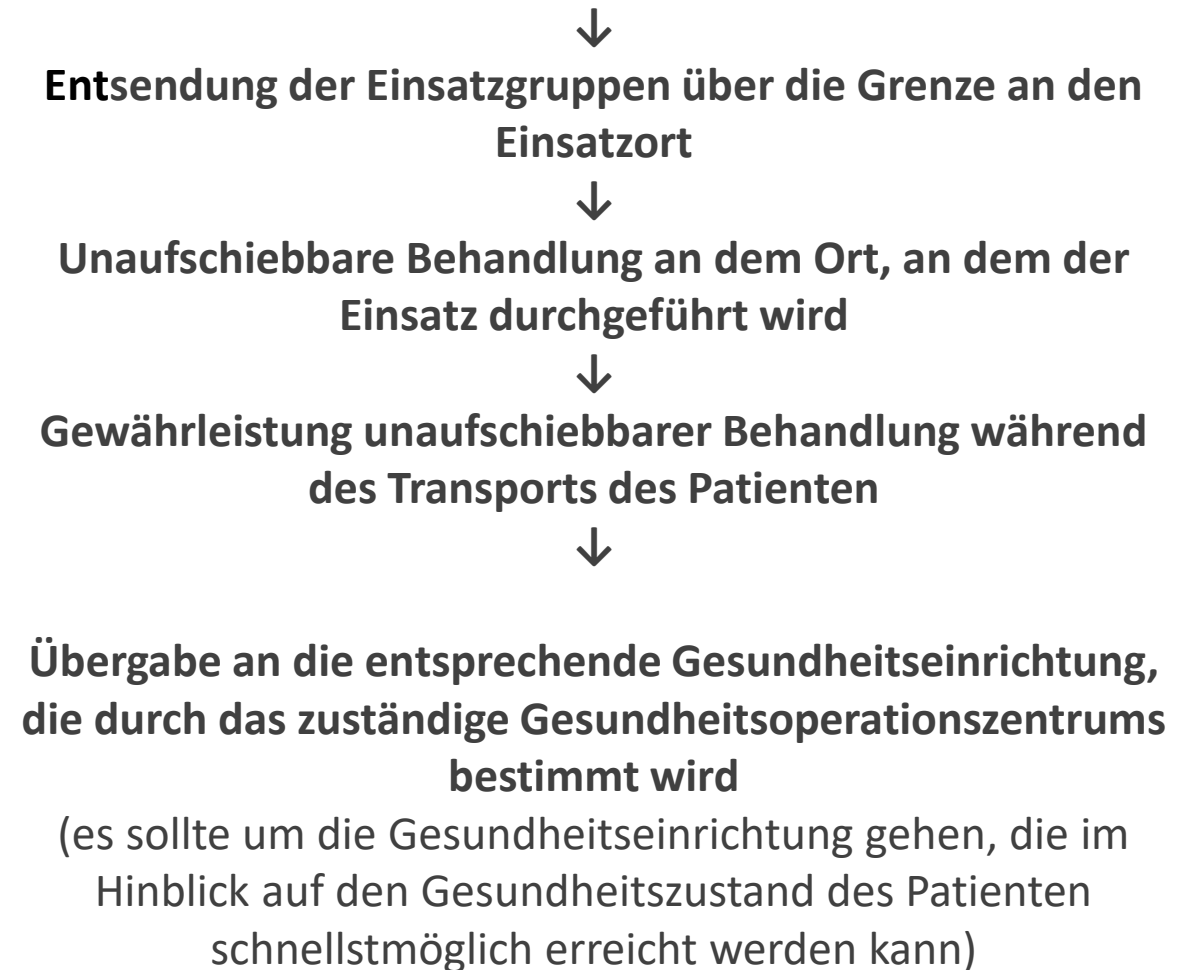 ↓
Entsendung der Einsatzgruppen über die Grenze an den
Einsatzort
↓
Unaufschiebbare Behandlung an dem Ort, an dem der
Einsatz durchgeführt wird
↓
Gewährleistung unaufschiebbarer Behandlung während
des Transports des Patienten
↓
Übergabe an die entsprechende Gesundheitseinrichtung,
die durch das zuständige Gesundheitsoperationszentrums
bestimmt wird
(es sollte um die Gesundheitseinrichtung gehen, die im
Hinblick auf den Gesundheitszustand des Patienten
schnellstmöglich erreicht werden kann)